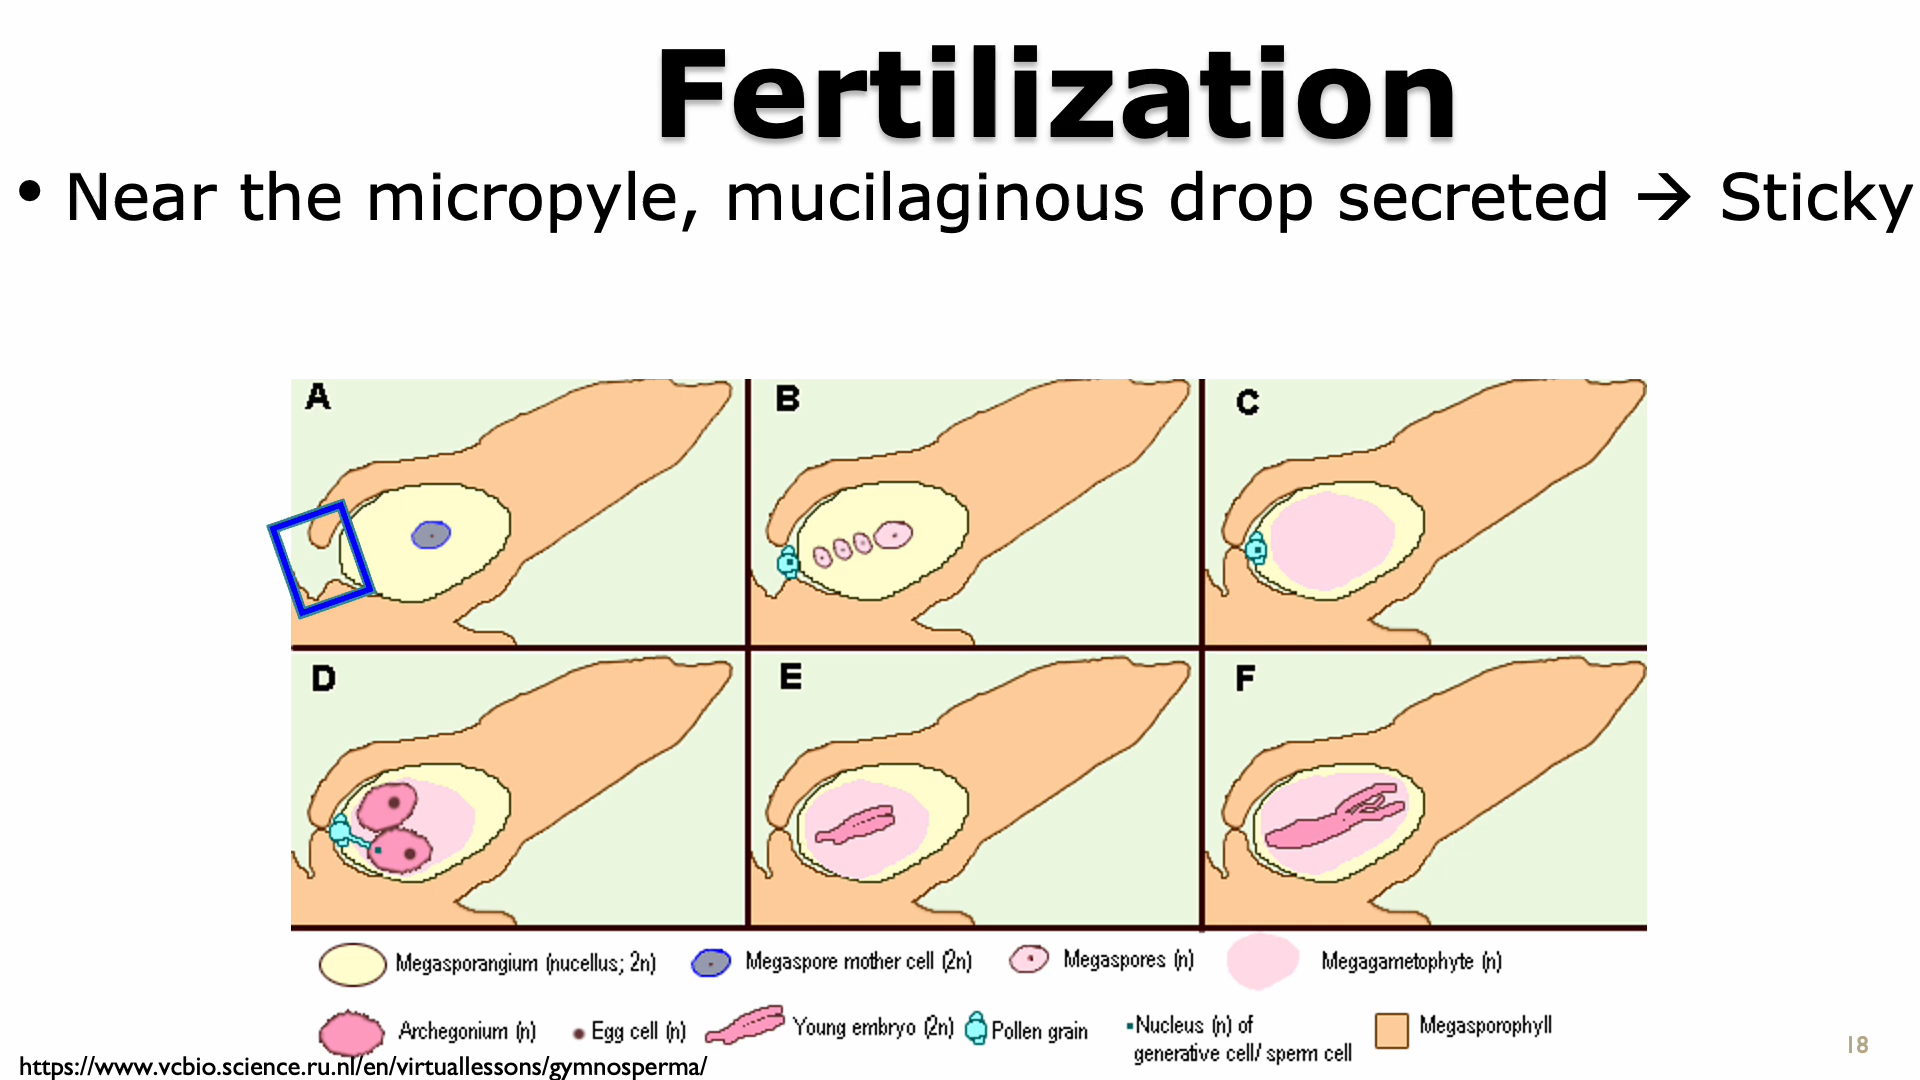 Fertilization
• Near the micropyle, mucilaginous drop secreted → Sticky
A
B
C
D
E
F
Megasporangium (nucellus; 2n)
Megaspore mother cell (2n)
Megaspores (n)
Megagametophyte (n)
Archegonium (n)
Egg cell (n)
Young embryo (2n)
Pollen grain
Nucleus (n) of
generative cell/ sperm cell
Megasporophyll
https://www.vcbio.science.ru.nl/en/virtuallessons/gymnosperma/
18